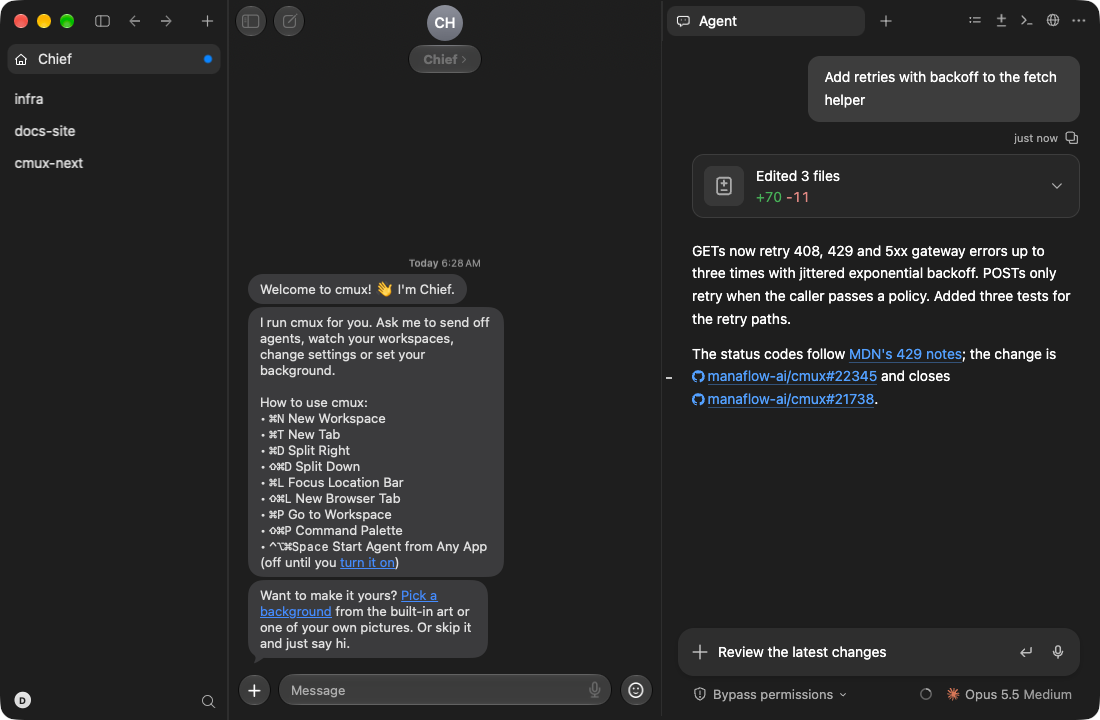 Chief
infra
docs-site
cmux-next
D
CH
Chief
Today 6:28 AM
Welcome to cmux! 👋 I'm Chief.
I run cmux for you. Ask me to send off
agents, watch your workspaces,
change settings or set your
background.
How to use cmux:
• ⌘N New Workspace
• ⌘T New Tab
• ⌘D Split Right
• ⇧⌘D Split Down
• ⌘L Focus Location Bar
• ⇧⌘L New Browser Tab
• ⌘P Go to Workspace
• ⇧⌘P Command Palette
• ^⌥⌘Space Start Agent from Any App
(off until you turn it on)
Want to make it yours? Pick a
background from the built-in art or
one of your own pictures. Or skip it
and just say hi.
Message
Agent
Add retries with backoff to the fetch
helper
just now
Edited 3 files
+70 -11
GETs now retry 408, 429 and 5xx gateway errors up to
three times with jittered exponential backoff. POSTs only
retry when the caller passes a policy. Added three tests for
the retry paths.
The status codes follow MDN's 429 notes; the change is
manaflow-ai/cmux#22345 and closes
manaflow-ai/cmux#21738.
Review the latest changes
Bypass permissions
Opus 5.5 Medium